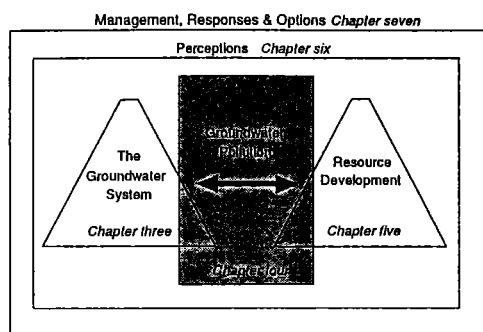 Management, Responses & Options Chapter seven
Perceptions Chapter six
Groundwater
Pollution
The
Groundwater
System
Resource
Development
Chapter three
Chapter five
Chapter four